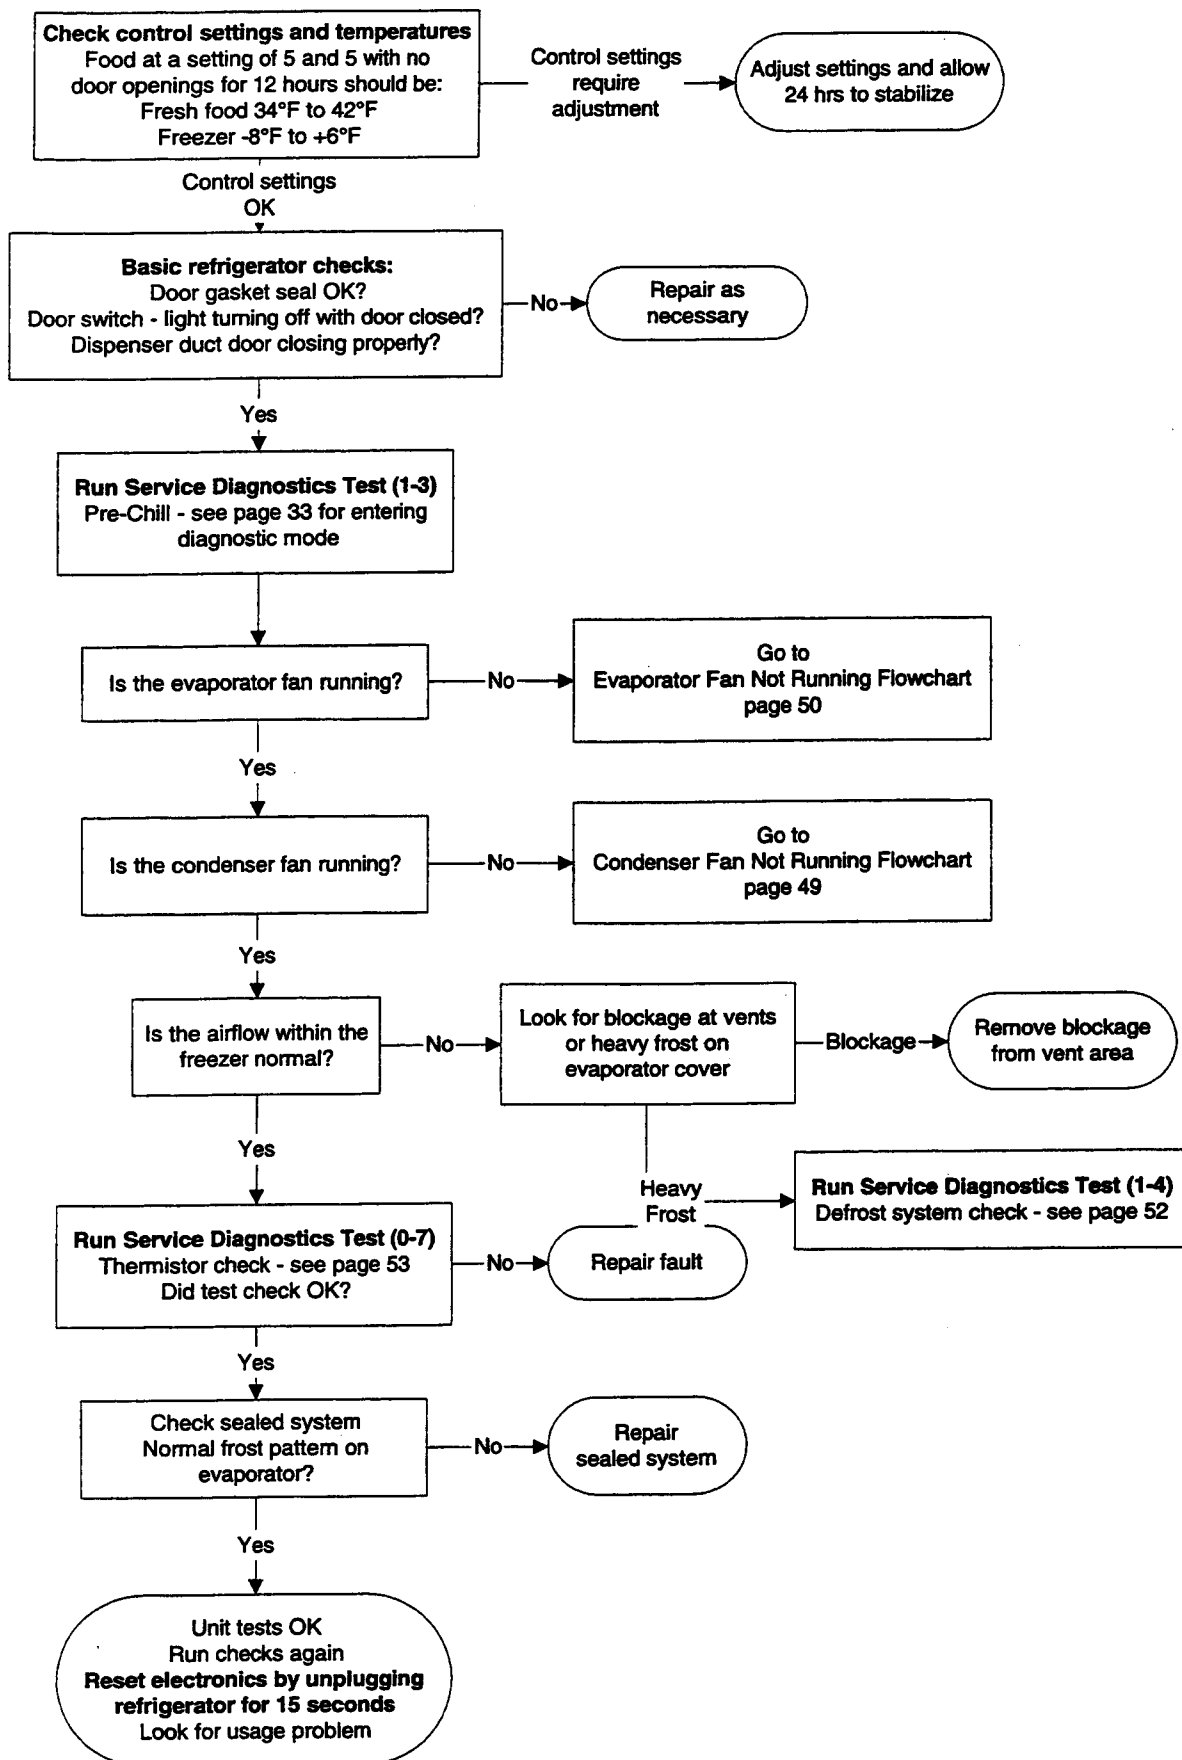 Check control settings and temperatures
Food at a setting of 5 and 5 with no
door openings for 12 hours should be:
Fresh food 34°F to 42°F
Freezer -8°F to +6°F
Control settings
require
adjustment
Adjust settings and allow
24 hrs to stabilize
Control settings
OK
Basic refrigerator checks:
Door gasket seal OK?
Door switch - light turning off with door closed?
Dispenser duct door closing properly?
No
Repair as
necessary
Yes
Run Service Diagnostics Test (1-3)
Pre-Chill - see page 33 for entering
diagnostic mode
Is the evaporator fan running?
No
Go to
Evaporator Fan Not Running Flowchart
page 50
Yes
Is the condenser fan running?
No
Go to
Condenser Fan Not Running Flowchart
page 49
Yes
Is the airflow within the
freezer normal?
No
Look for blockage at vents
or heavy frost on
evaporator cover
Blockage
Remove blockage
from vent area
Yes
Heavy
Frost
Run Service Diagnostics Test (1-4)
Defrost system check - see page 52
Run Service Diagnostics Test (0-7)
Thermistor check - see page 53
Did test check OK?
No
Repair fault
Yes
Check sealed system
Normal frost pattern on
evaporator?
No
Repair
sealed system
Yes
Unit tests OK
Run checks again
Reset electronics by unplugging
refrigerator for 15 seconds
Look for usage problem